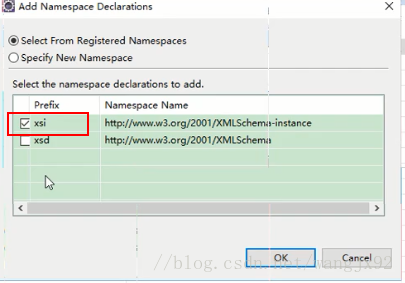 Add Namespace Declarations
Select From Registered Namespaces
Specify New Namespace
Select the namespace declarations to add.
Prefix Namespace Name
xsi http://www.w3.org/2001/XMLSchema-instance
xsd http://www.w3.org/2001/XMLSchema
OK Cancel
//blog.csdn.net/wangjx92